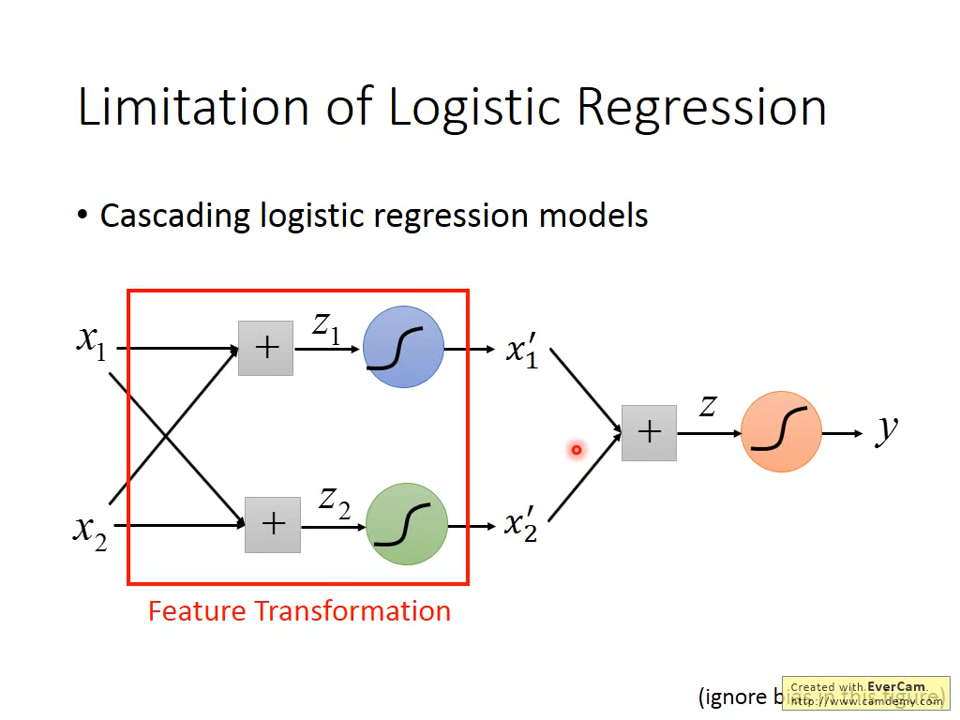 Limitation of Logistic Regression
• Cascading logistic regression models
x₁ + z₁ x′₁
+ z y
x₂ + z₂ x′₂
Feature Transformation
(ignore bias in this figure)
Created with EverCam.
http://www.camdemy.com